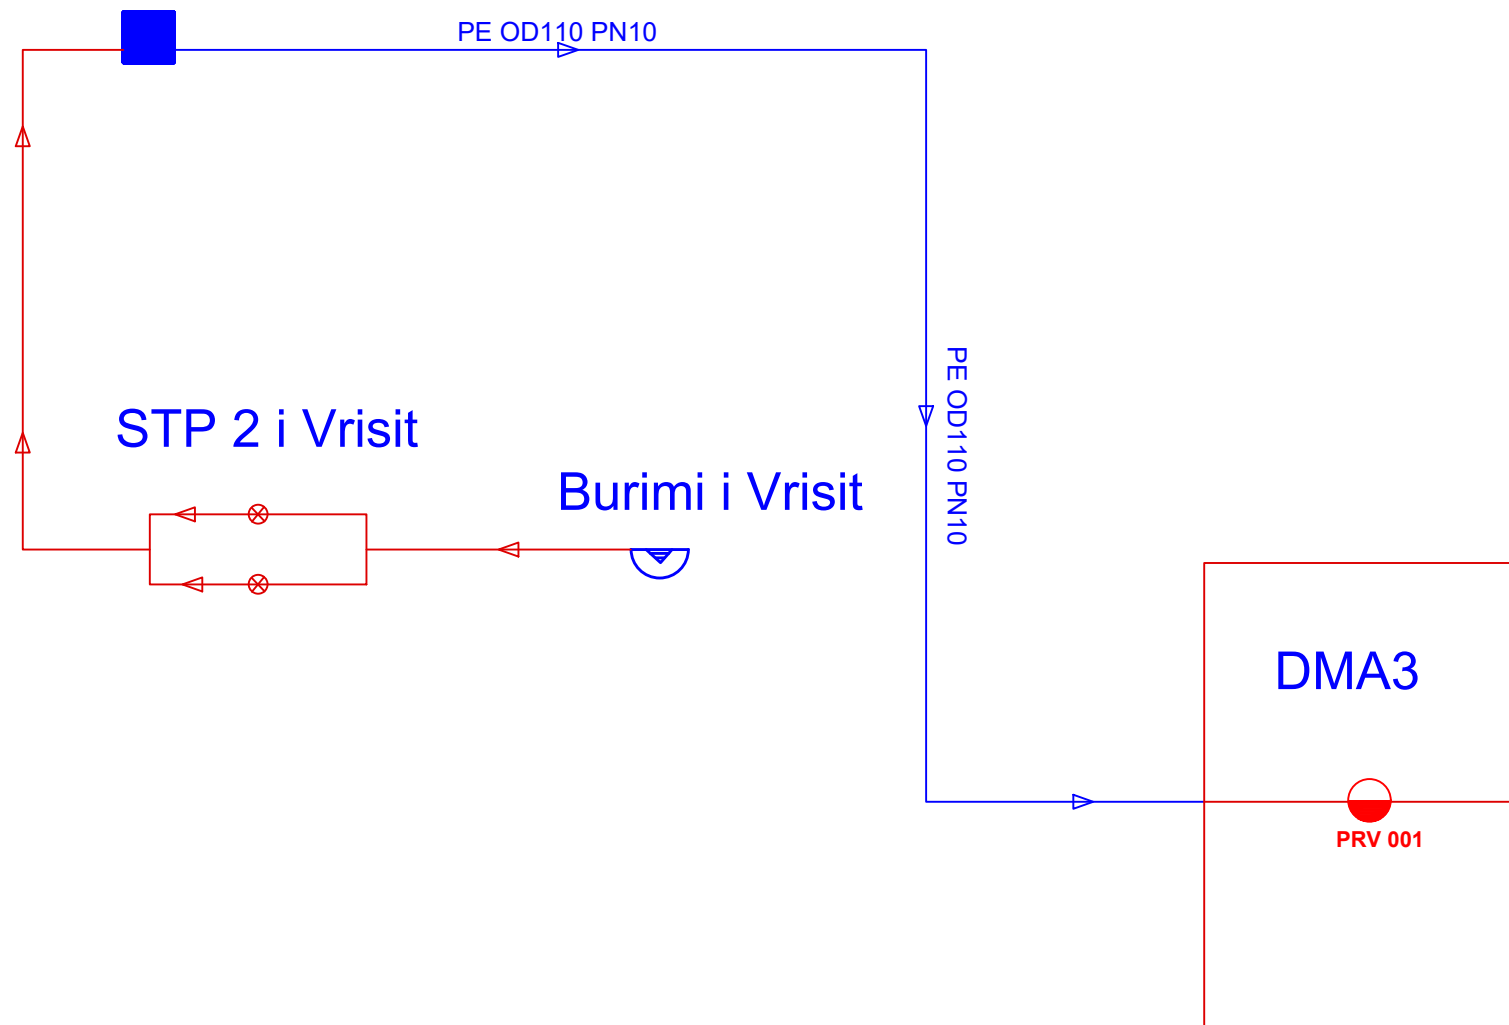 PE OD110 PN10
PE OD110 PN10
STP 2 i Vrisit
Burimi i Vrisit
DMA3
PRV 001